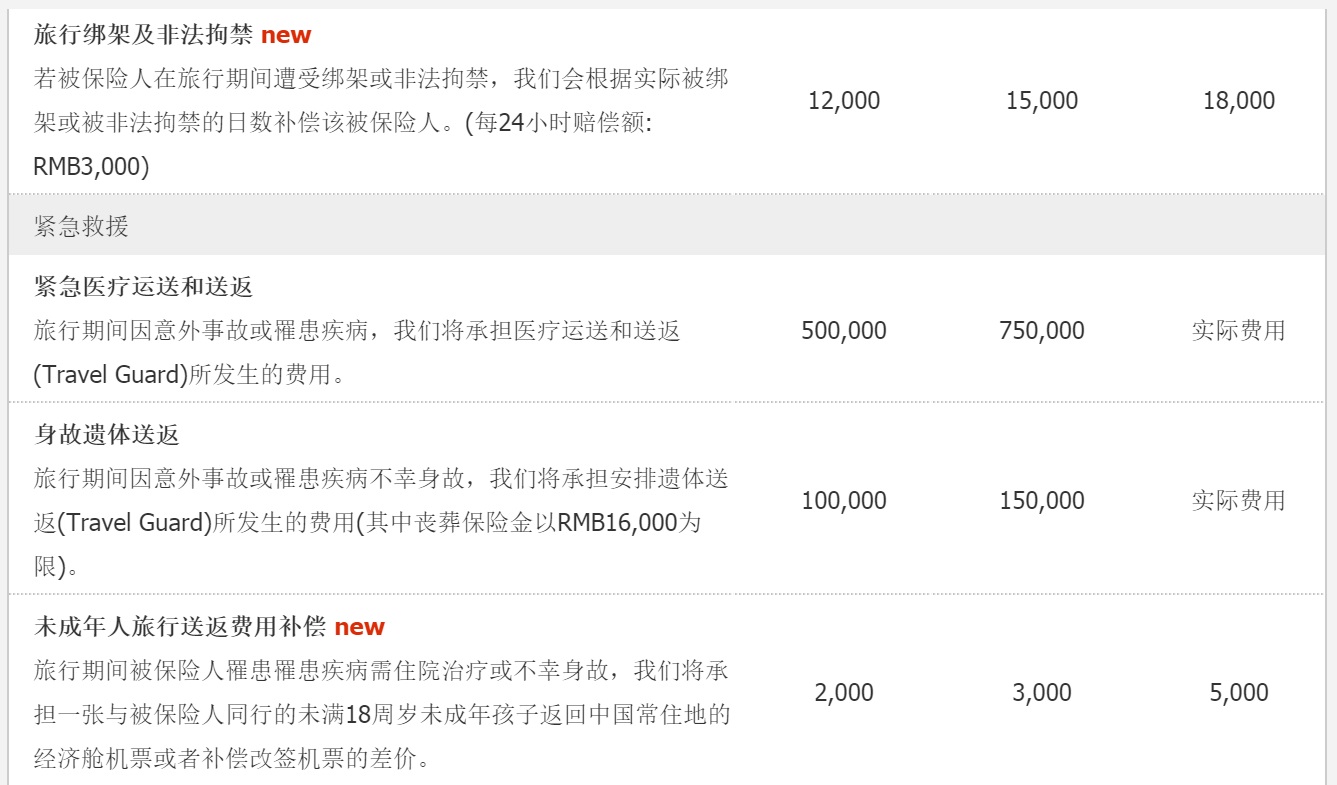 旅行绑架及非法拘禁 new
若被保险人在旅行期间遭受绑架或非法拘禁，我们会根据实际被绑
架或被非法拘禁的日数补偿该被保险人。(每24小时赔偿额:
RMB3,000)
12,000 15,000 18,000
紧急救援
紧急医疗运送和送返
旅行期间因意外事故或罹患疾病，我们将承担医疗运送和送返
(Travel Guard)所发生的费用。
500,000 750,000 实际费用
身故遗体送返
旅行期间因意外事故或罹患疾病不幸身故，我们将承担安排遗体送
返(Travel Guard)所发生的费用(其中丧葬保险金以RMB16,000为
限)。
100,000 150,000 实际费用
未成年人旅行送返费用补偿 new
旅行期间被保险人罹患罹患疾病需住院治疗或不幸身故，我们将承
担一张与被保险人同行的未满18周岁未成年孩子返回中国常住地的
经济舱机票或者补偿改签机票的差价。
2,000 3,000 5,000